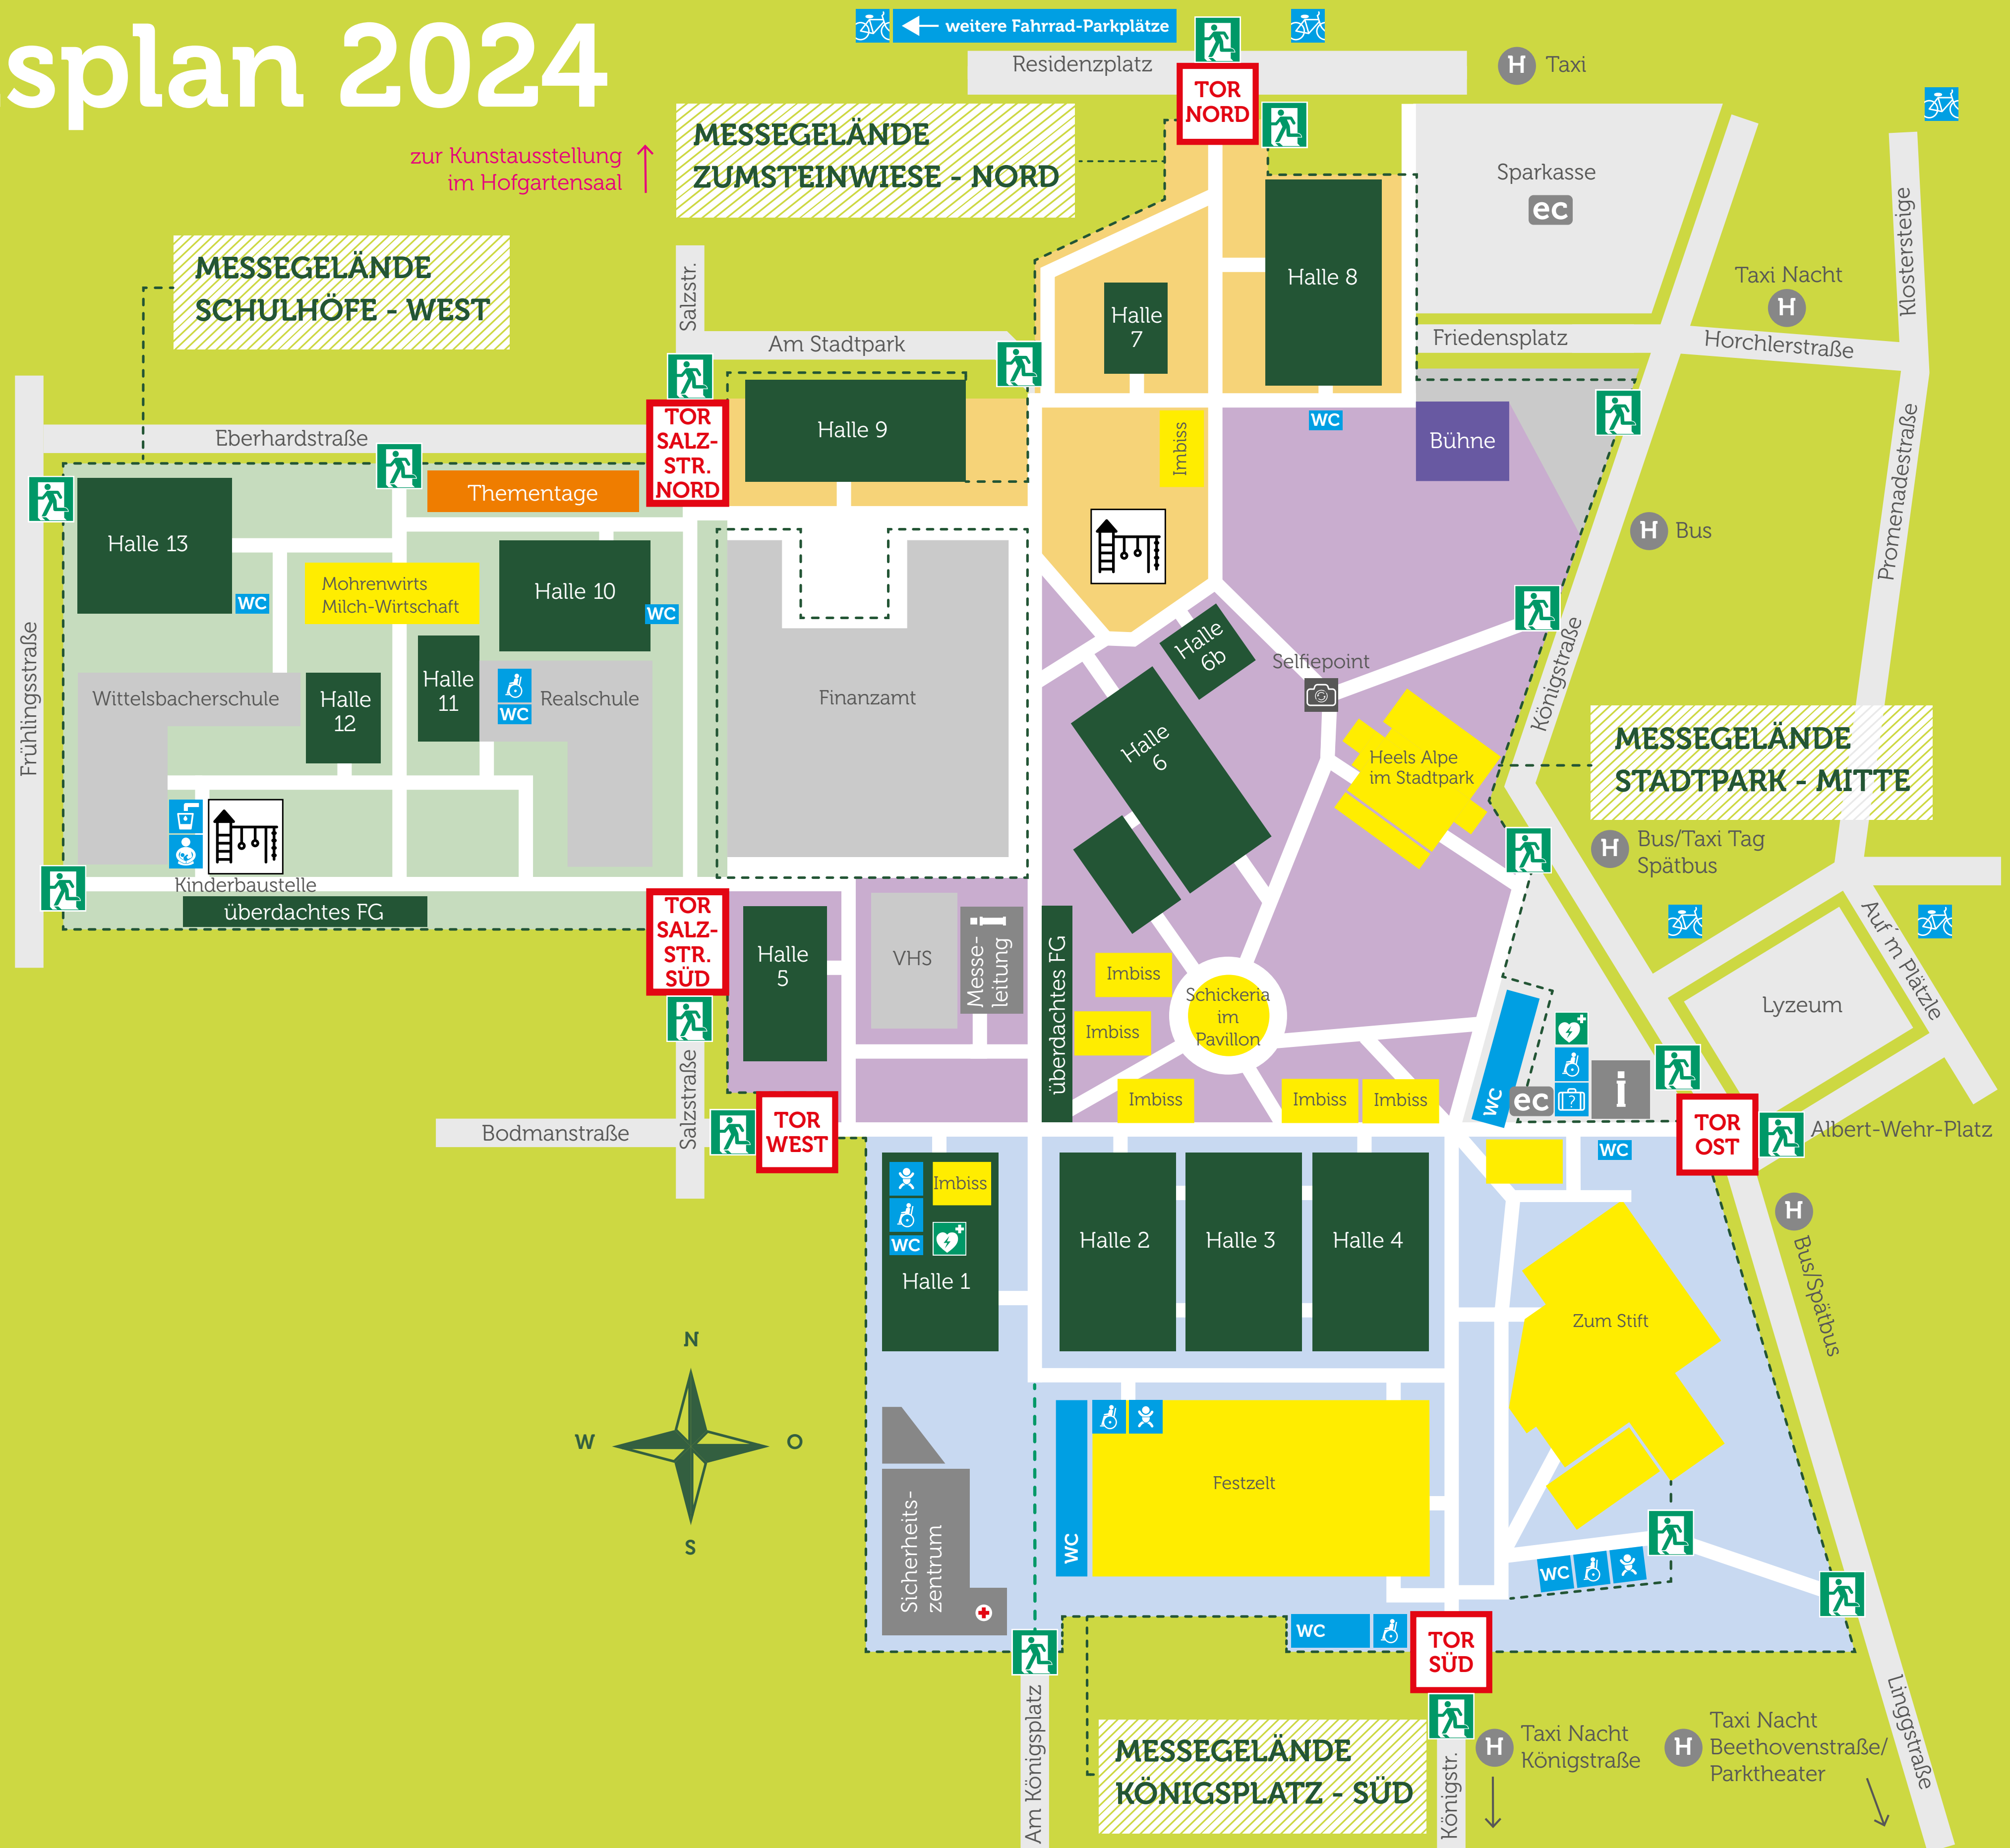 splan 2024
weitere Fahrrad-Parkplätze
Residenzplatz
TOR
NORD
H Taxi
MESSEGELÄNDE
ZUMSTEINWIESE - NORD
zur Kunstausstellung
im Hofgartensaal
Sparkasse
ec
Klostersteige
MESSEGELÄNDE
SCHULHÖFE - WEST
Salzstr.
Am Stadtpark
Halle
7
Halle 8
Taxi Nacht
H
Friedensplatz
Horchlerstraße
Eberhardstraße
TOR
SALZ-
STR.
NORD
Halle 9
Imbiss
WC
Bühne
Promenadestraße
Thementage
Halle 13
WC
Mohrenwirts
Milch-Wirtschaft
Halle 10
WC
H Bus
Frühlingsstraße
Wittelsbacherschule
Halle
12
Halle
11
WC
Realschule
Finanzamt
Halle
6b
Selfiepoint
Königstraße
Halle
6
Heels Alpe
im Stadtpark
MESSEGELÄNDE
STADTPARK - MITTE
H Bus/Taxi Tag
Spätbus
Kinderbaustelle
überdachtes FG
TOR
SALZ-
STR.
SÜD
Halle
5
VHS
Messe-
leitung
i
überdachtes FG
Imbiss
Imbiss
Schickeria
im
Pavillon
Imbiss
Imbiss
Imbiss
WC
ec
?
i
Auf'm Plätzle
Lyzeum
Salzstraße
Bodmanstraße
TOR
WEST
TOR
OST
Albert-Wehr-Platz
WC
Imbiss
WC
Halle 1
Halle 2
Halle 3
Halle 4
H
Bus/Spätbus
Zum Stift
N
W
O
S
Festzelt
WC
Sicherheits-
zentrum
WC
WC
TOR
SÜD
Am Königsplatz
MESSEGELÄNDE
KÖNIGSPLATZ - SÜD
Königstr.
H Taxi Nacht
Königstraße
H Taxi Nacht
Beethovenstraße/
Parktheater
Linggstraße